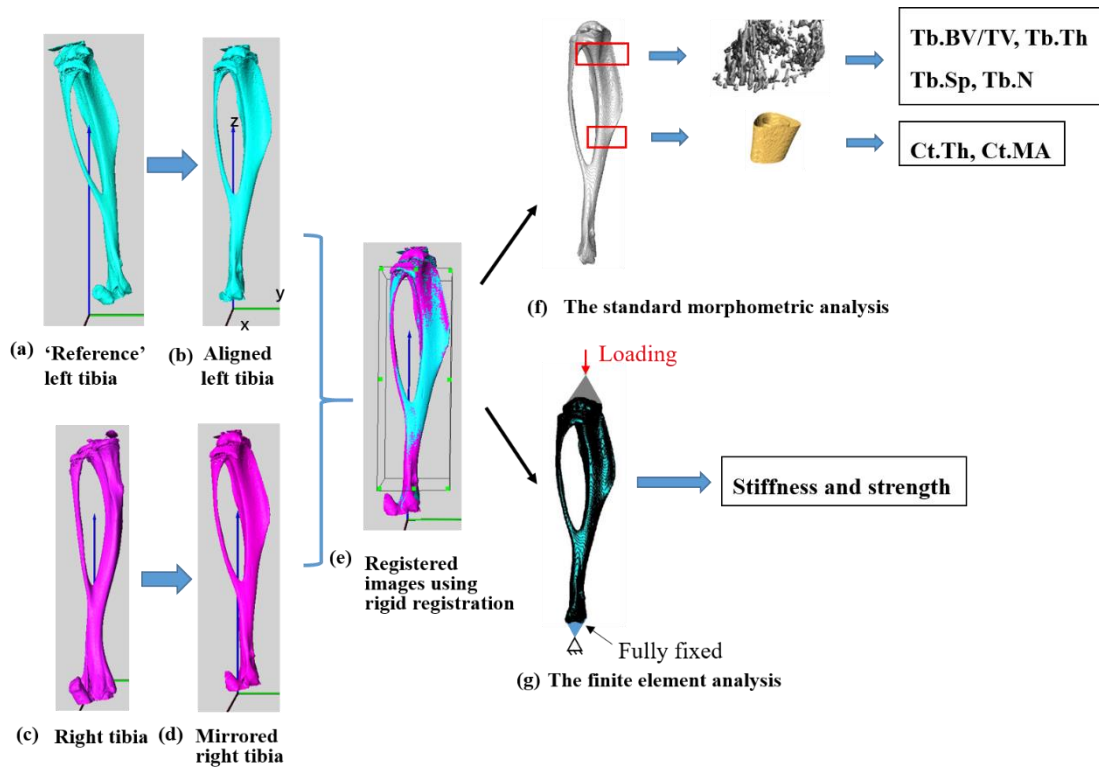 z
y
x
(a) ‘Reference’
left tibia
(b) Aligned
left tibia
(c) Right tibia
(d) Mirrored
right tibia
(e) Registered
images using
rigid registration
Tb.BV/TV, Tb.Th
Tb.Sp, Tb.N
Ct.Th, Ct.MA
(f) The standard morphometric analysis
Loading
Stiffness and strength
Fully fixed
(g) The finite element analysis